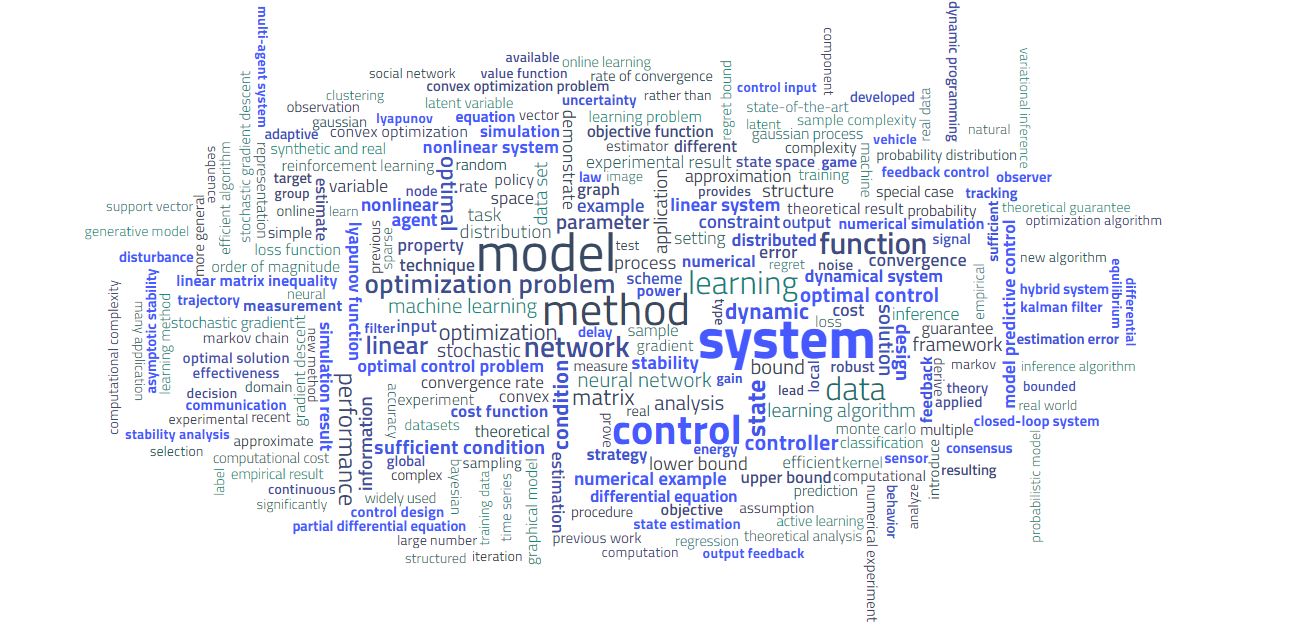 multi-agent system
dynamic programming
component
variational inference
available
online learning
social network
value function
rate of convergence
convex optimization problem
control input
clustering
latent variable
uncertainty
rather than
developed
observation
state-of-the-art
real data
gaussian
lyapunov
equation
vector
learning problem
regret bound
latent
sample complexity
adaptive
convex optimization
simulation
demonstrate
objective function
gaussian process
vehicle
natural
stochastic gradient descent
synthetic and real
nonlinear system
estimator
different
complexity
machine
probability distribution
sequence
efficient algorithm
representation
reinforcement learning
random
experimental result
state space
game
feedback control
observer
target
optimal
rate
policy
data set
law
image
approximation
training
group
estimate
variable
node
space
graph
application
provides
structure
special case
tracking
support vector
more general
online
learn
nonlinear
example
linear system
theoretical result
probability
sufficient
theoretical guarantee
generative model
simple
agent
task
parameter
constraint
output
numerical simulation
optimization algorithm
lyapunov function
previous
sparse
distribution
setting
distributed
function
signal
loss function
property
model
test
error
disturbance
order of magnitude
technique
process
numerical
regret
noise
convergence
new algorithm
linear matrix inequality
optimization problem
scheme
learning
dynamical system
empirical
model predictive control
equilibrium
differential
computational complexity
many application
asymptotic stability
learning method
neural
power
type
optimal control
hybrid system
trajectory
measurement
machine learning
method
dynamic
cost
solution
inference
kalman filter
stochastic gradient
filter
input
optimization
delay
sample
loss
design
guarantee
markov chain
new method
simulation result
linear
stochastic
network
gradient
system
framework
estimation error
optimal solution
gradient descent
optimal control problem
measure
stability
bound
local
robust
feedback
derive
markov
inference algorithm
effectiveness
performance
convergence rate
condition
neural network
gain
state
lead
data
theory
bounded
domain
decision
information
accuracy
experiment
convex
matrix
analysis
applied
real world
communication
cost function
real
learning algorithm
experimental
recent
datasets
theoretical
prove
control
monte carlo
multiple
closed-loop system
stability analysis
approximate
sufficient condition
controller
classification
introduce
consensus
selection
computational cost
global
bayesian
sampling
estimation
strategy
energy
lower bound
efficient
kernel
sensor
probabilistic model
label
empirical result
complex
training data
time series
graphical model
numerical example
upper bound
computational
resulting
continuous
widely used
differential equation
prediction
numerical experiment
behavior
analyze
significantly
control design
procedure
objective
assumption
partial differential equation
state estimation
active learning
large number
previous work
regression
theoretical analysis
structured
iteration
computation
output feedback